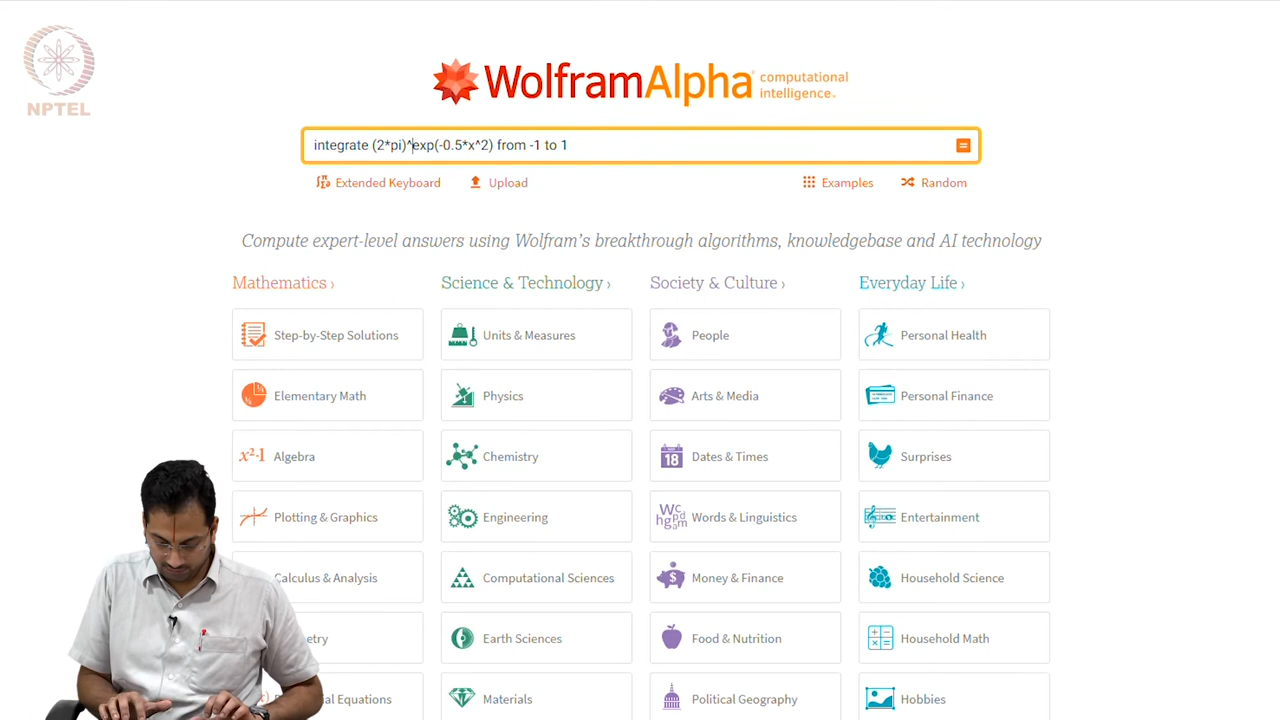 NPTEL
WolframAlpha computational intelligence™
integrate (2*pi)^exp(-0.5*x^2) from -1 to 1
Extended Keyboard Upload Examples Random
Compute expert-level answers using Wolfram's breakthrough algorithms, knowledgebase and AI technology
Mathematics › Science & Technology › Society & Culture › Everyday Life ›
Step-by-Step Solutions Units & Measures People Personal Health
Elementary Math Physics Arts & Media Personal Finance
x²-1 Algebra Chemistry 18 Dates & Times Surprises
Plotting & Graphics Engineering Words & Linguistics Entertainment
Calculus & Analysis Computational Sciences Money & Finance Household Science
etry Earth Sciences Food & Nutrition Household Math
Equations Materials Political Geography Hobbies